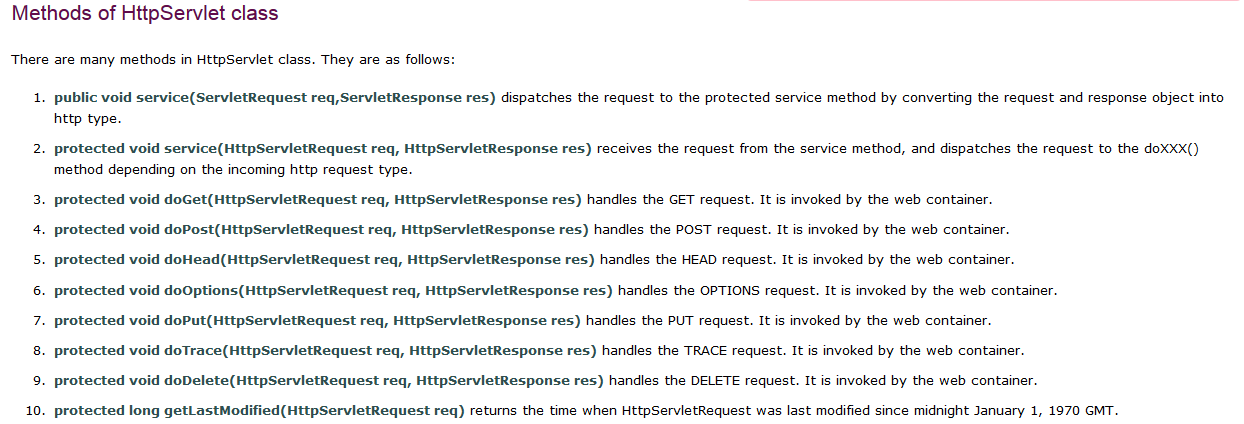 Methods of HttpServlet class
There are many methods in HttpServlet class. They are as follows:
1. public void service(ServletRequest req,ServletResponse res) dispatches the request to the protected service method by converting the request and response object into
http type.
2. protected void service(HttpServletRequest req, HttpServletResponse res) receives the request from the service method, and dispatches the request to the doXXX()
method depending on the incoming http request type.
3. protected void doGet(HttpServletRequest req, HttpServletResponse res) handles the GET request. It is invoked by the web container.
4. protected void doPost(HttpServletRequest req, HttpServletResponse res) handles the POST request. It is invoked by the web container.
5. protected void doHead(HttpServletRequest req, HttpServletResponse res) handles the HEAD request. It is invoked by the web container.
6. protected void doOptions(HttpServletRequest req, HttpServletResponse res) handles the OPTIONS request. It is invoked by the web container.
7. protected void doPut(HttpServletRequest req, HttpServletResponse res) handles the PUT request. It is invoked by the web container.
8. protected void doTrace(HttpServletRequest req, HttpServletResponse res) handles the TRACE request. It is invoked by the web container.
9. protected void doDelete(HttpServletRequest req, HttpServletResponse res) handles the DELETE request. It is invoked by the web container.
10. protected long getLastModified(HttpServletRequest req) returns the time when HttpServletRequest was last modified since midnight January 1, 1970 GMT.